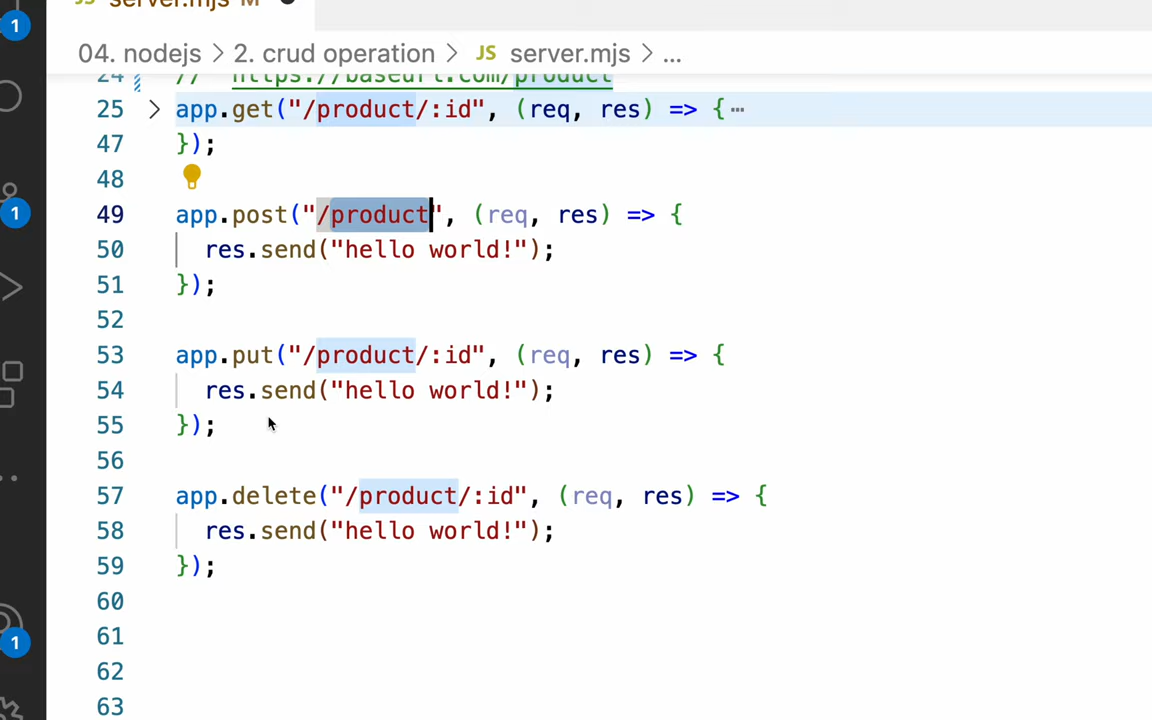 JS server.mjs M
04. nodejs > 2. crud operation > JS server.mjs > ...
24 // https://baseurl.com/product
25 > app.get("/product/:id", (req, res) => { ⋯
47 });
48
49 app.post("/product", (req, res) => {
50 res.send("hello world!");
51 });
52
53 app.put("/product/:id", (req, res) => {
54 res.send("hello world!");
55 });
56
57 app.delete("/product/:id", (req, res) => {
58 res.send("hello world!");
59 });
60
61
62
63
1
1
1